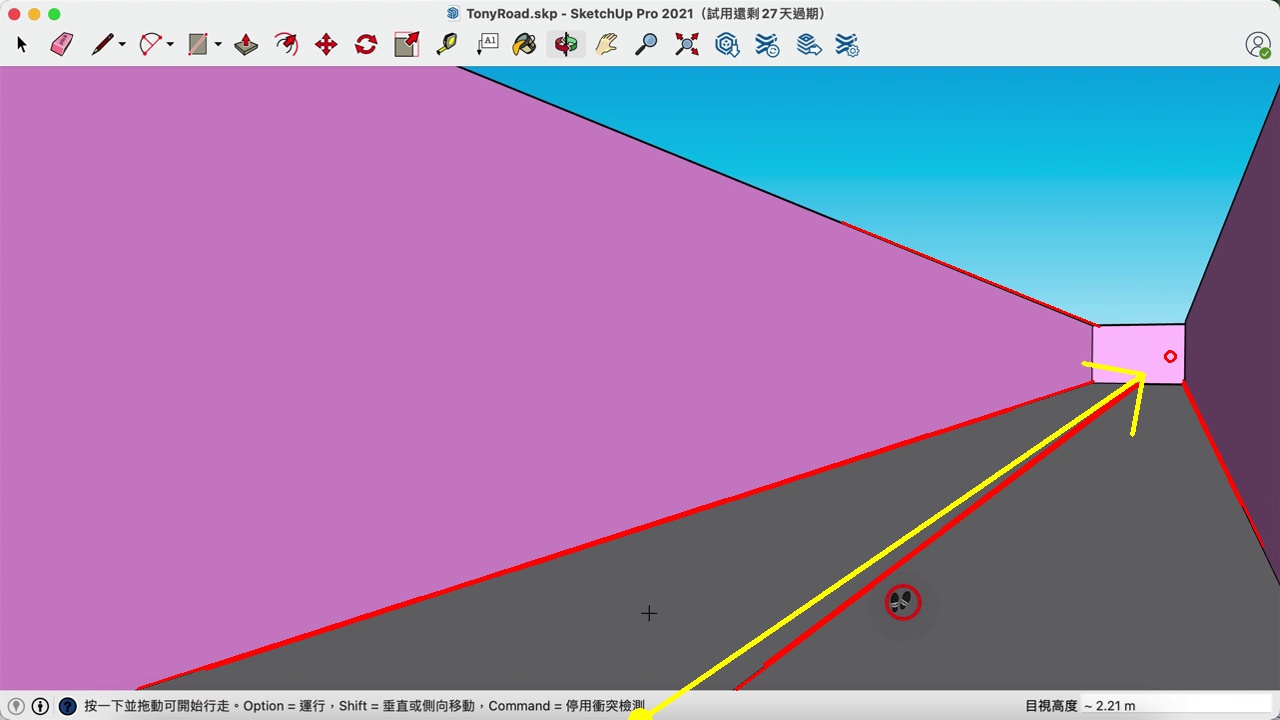 TonyRoad.skp - SketchUp Pro 2021（試用還剩 27 天過期）
A1
按一下並拖動可開始行走。Option = 運行，Shift = 垂直或側向移動，Command = 停用衝突檢測
目視高度 ~ 2.21 m